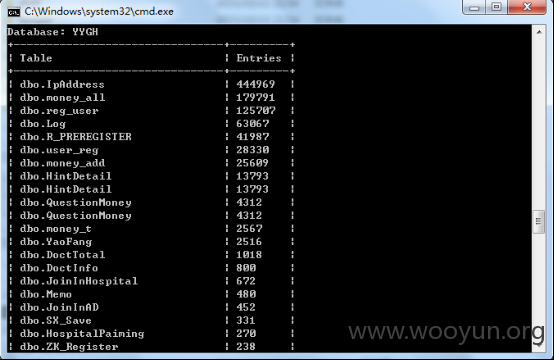 C:\Windows\system32\cmd.exe
Database: YYGH
| Table | Entries |
| dbo.IpAddress | 444969 |
| dbo.money_all | 179791 |
| dbo.reg_user | 125707 |
| dbo.Log | 63067 |
| dbo.R_PREREGISTER | 41987 |
| dbo.user_reg | 28330 |
| dbo.money_add | 25609 |
| dbo.HintDetail | 13793 |
| dbo.HintDetail | 13793 |
| dbo.QuestionMoney | 4312 |
| dbo.QuestionMoney | 4312 |
| dbo.money_t | 2567 |
| dbo.YaoFang | 2516 |
| dbo.DoctTotal | 1018 |
| dbo.DoctInfo | 800 |
| dbo.JoinInHospital | 672 |
| dbo.Memo | 480 |
| dbo.JoinInAD | 452 |
| dbo.SX_Save | 331 |
| dbo.HospitalPaiming | 270 |
| dbo.ZK_Register | 238 |
www.wooyun.org